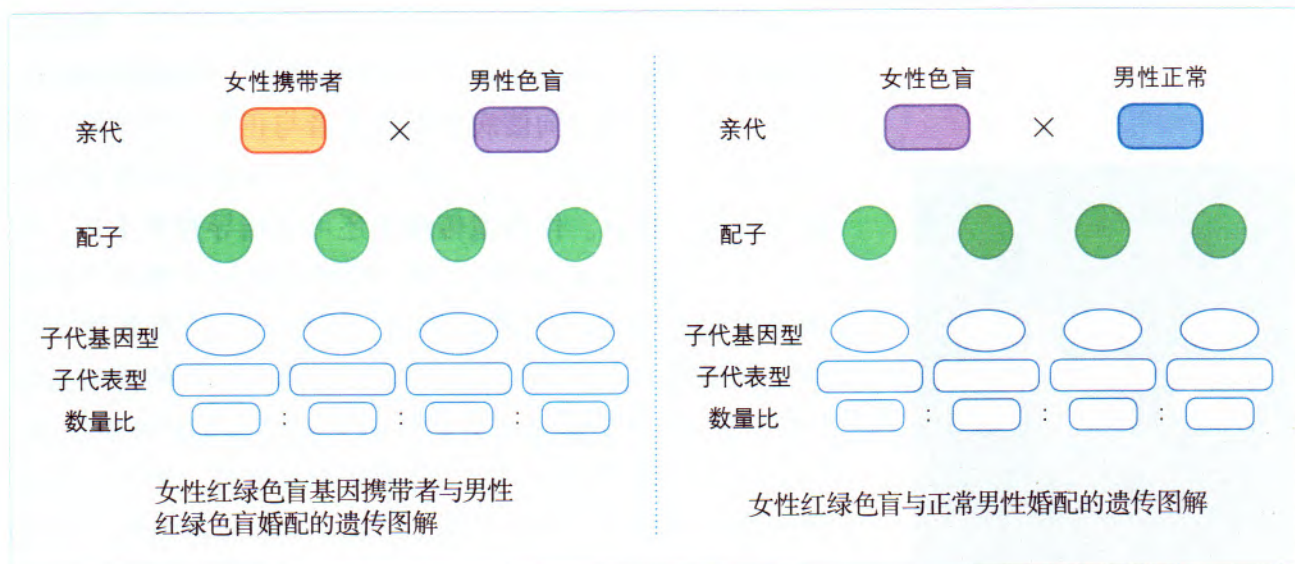 女性携带者 男性色盲
亲代 ×
配子
子代基因型
子代表型
数量比 : : :
女性红绿色盲基因携带者与男性
红绿色盲婚配的遗传图解
女性色盲 男性正常
亲代 ×
配子
子代基因型
子代表型
数量比 : : :
女性红绿色盲与正常男性婚配的遗传图解